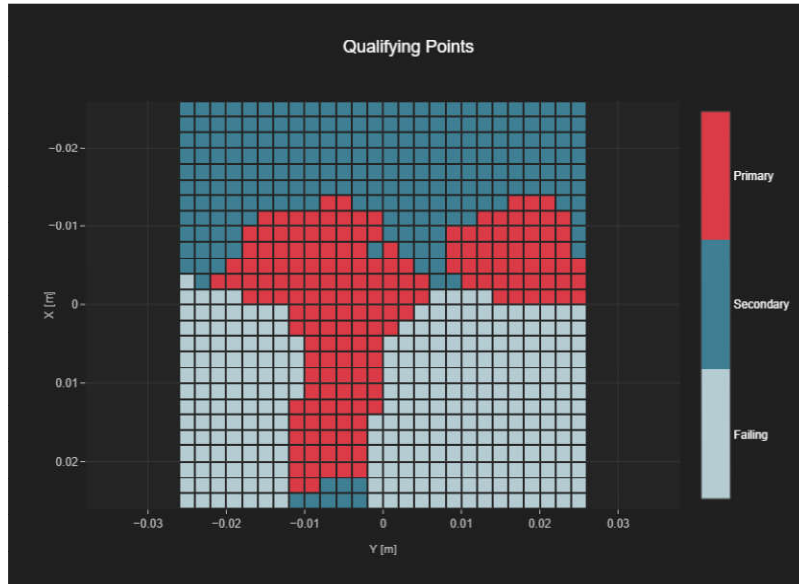 Qualifying Points
−0.02
−0.01
0
0.01
0.02
X [m]
−0.03
−0.02
−0.01
0
0.01
0.02
0.03
Y [m]
Primary
Secondary
Failing